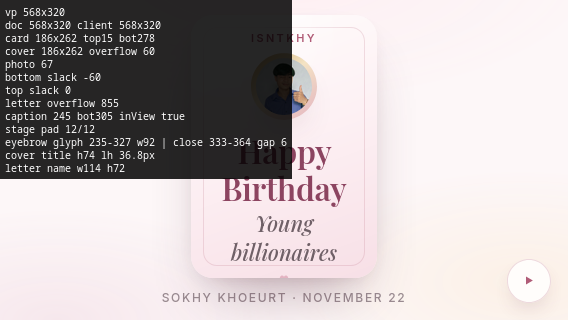 vp 568x320
doc 568x320 client 568x320
card 186x262 top15 bot278
cover 186x262 overflow 60
photo 67
bottom slack -60
top slack 0
letter overflow 855
caption 245 bot305 inView true
stage pad 12/12
eyebrow glyph 235-327 w92 | close 333-364 gap 6
cover title h74 lh 36.8px
letter name w114 h72
ISNTKHY
Happy
Birthday
Young
billionaires
SOKHY KHOEURT · NOVEMBER 22